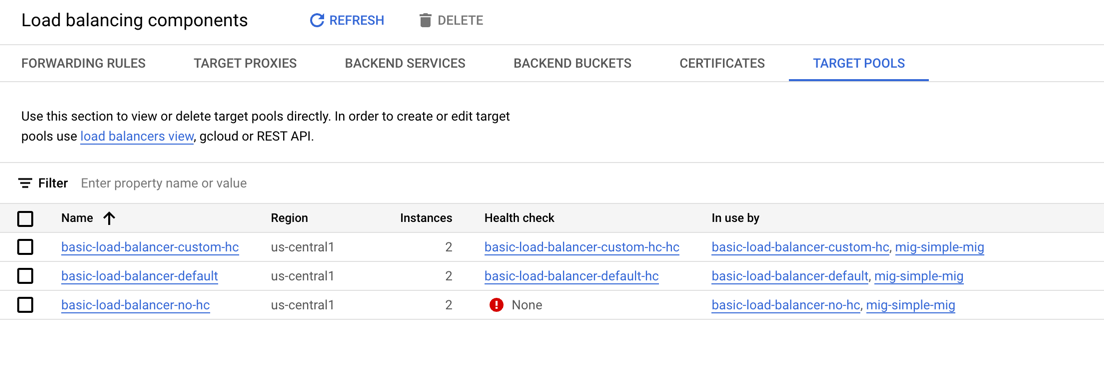 Load balancing components REFRESH DELETE
FORWARDING RULES TARGET PROXIES BACKEND SERVICES BACKEND BUCKETS CERTIFICATES TARGET POOLS
Use this section to view or delete target pools directly. In order to create or edit target
pools use load balancers view, gcloud or REST API.
Filter Enter property name or value
Name Region Instances Health check In use by
basic-load-balancer-custom-hc us-central1 2 basic-load-balancer-custom-hc-hc basic-load-balancer-custom-hc, mig-simple-mig
basic-load-balancer-default us-central1 2 basic-load-balancer-default-hc basic-load-balancer-default, mig-simple-mig
basic-load-balancer-no-hc us-central1 2 None basic-load-balancer-no-hc, mig-simple-mig